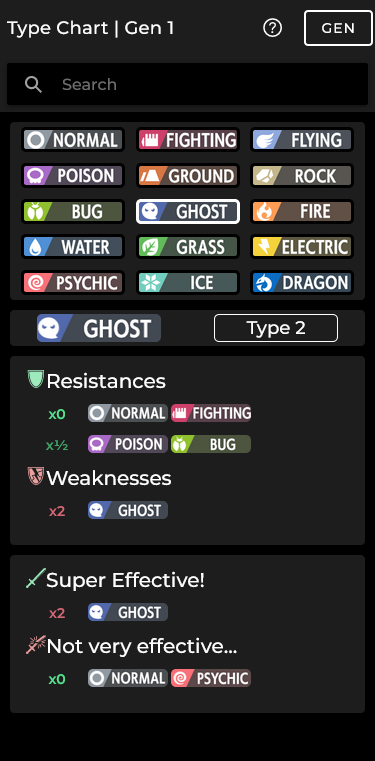 Type Chart | Gen 1
GEN
Search
NORMAL FIGHTING FLYING
POISON GROUND ROCK
BUG GHOST FIRE
WATER GRASS ELECTRIC
PSYCHIC ICE DRAGON
GHOST Type 2
Resistances
x0 NORMAL FIGHTING
x½ POISON BUG
Weaknesses
x2 GHOST
Super Effective!
x2 GHOST
Not very effective...
x0 NORMAL PSYCHIC